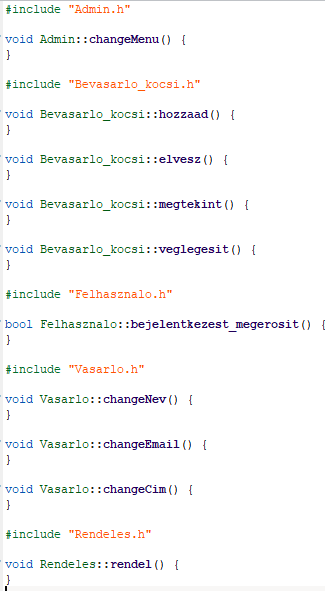 #include "Admin.h"
void Admin::changeMenu() {
}
#include "Bevasarlo_kocsi.h"
void Bevasarlo_kocsi::hozzaad() {
}
void Bevasarlo_kocsi::elvesz() {
}
void Bevasarlo_kocsi::megtekint() {
}
void Bevasarlo_kocsi::veglegesit() {
}
#include "Felhasznalo.h"
bool Felhasznalo::bejelentkezest_megerosit() {
}
#include "Vasarlo.h"
void Vasarlo::changeNev() {
}
void Vasarlo::changeEmail() {
}
void Vasarlo::changeCim() {
}
#include "Rendeles.h"
void Rendeles::rendel() {
}